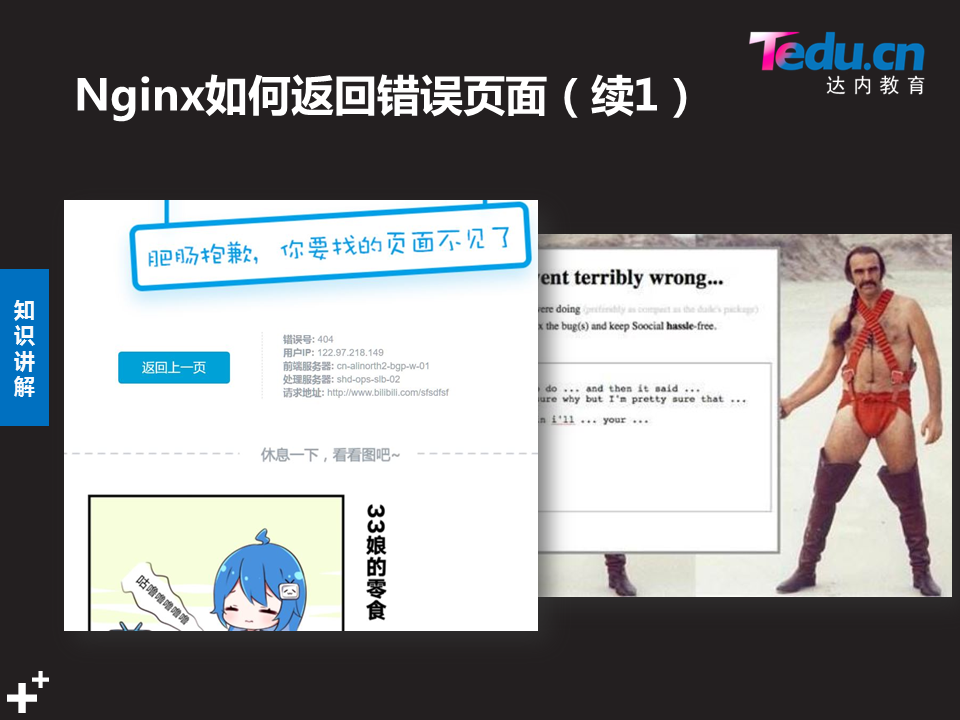 Tedu.cn
达内教育
Nginx如何返回错误页面（续1）
知识讲解
肥肠抱歉，你要找的页面不见了
返回上一页
错误号: 404
用户IP: 122.97.218.149
前端服务器: cn-alinorth2-bgp-w-01
处理服务器: shd-ops-slb-02
请求地址: http://www.bilibili.com/sfsdfsf
休息一下，看看图吧~
咕噜噜噜噜噜
33娘的零食
ent terribly wrong...
ere doing (preferably as compact as the dude's package)
x the bug(s) and keep Soocial hassle-free.
do ... and then it said ...
ure why but I'm pretty sure that ...
n i'll ... your ...